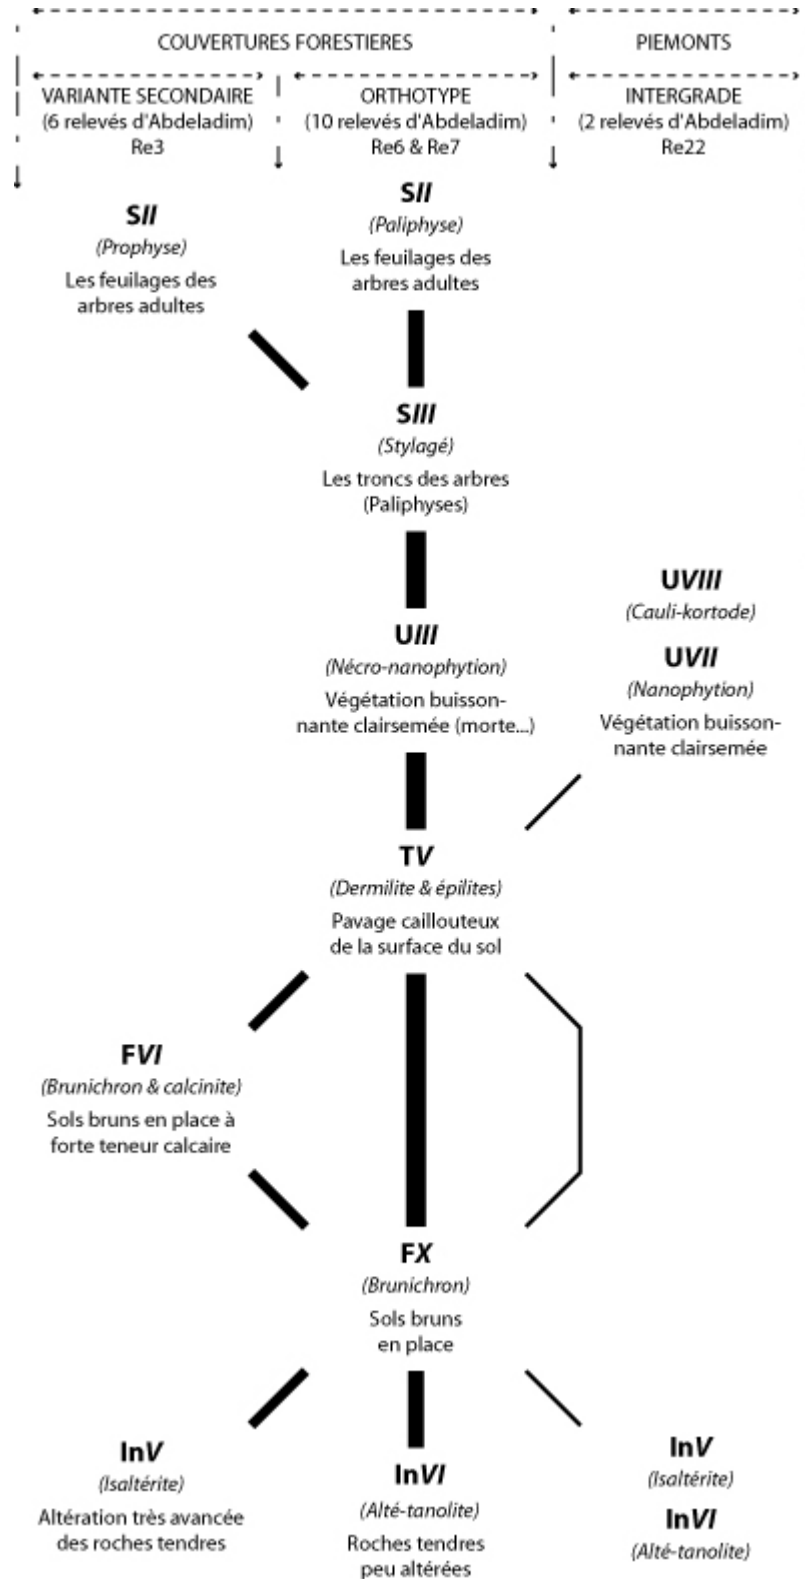 COUVERTURES FORESTIERES
PIEMONTS
VARIANTE SECONDAIRE
(6 relevés d'Abdeladim)
Re3
ORTHOTYPE
(10 relevés d'Abdeladim)
Re6 & Re7
INTERGRADE
(2 relevés d'Abdeladim)
Re22
SII
(Prophyse)
Les feuilages des
arbres adultes
SII
(Paliphyse)
Les feuilages des
arbres adultes
SIII
(Stylagé)
Les troncs des arbres
(Paliphyses)
UVIII
(Cauli-kortode)
UVII
(Nanophytion)
Végétation buisson-
nante clairsemée
UIII
(Nécro-nanophytion)
Végétation buisson-
nante clairsemée (morte...)
TV
(Dermilite & épilites)
Pavage caillouteux
de la surface du sol
FVI
(Brunichron & calcinite)
Sols bruns en place à
forte teneur calcaire
FX
(Brunichron)
Sols bruns
en place
InV
(Isaltérite)
Altération très avancée
des roches tendres
InVI
(Alté-tanolite)
Roches tendres
peu altérées
InV
(Isaltérite)
InVI
(Alté-tanolite)